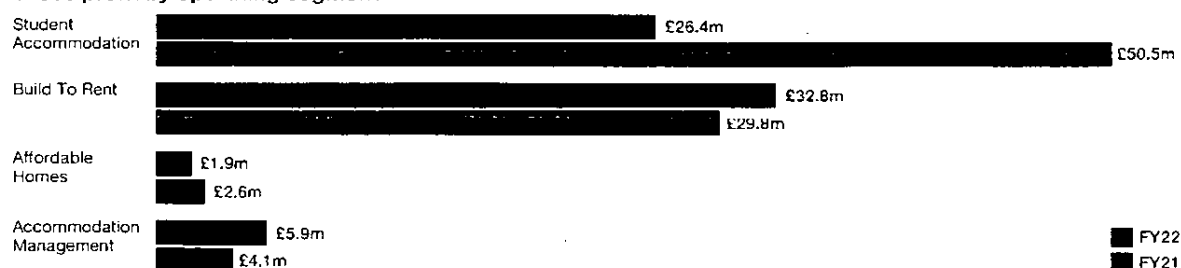 Student
Accommodation
£26.4m
£50.5m
Build To Rent
£32.8m
£29.8m
Affordable
Homes
£1.9m
£2.6m
Accommodation
Management
£5.9m
£4.1m
FY22
FY21